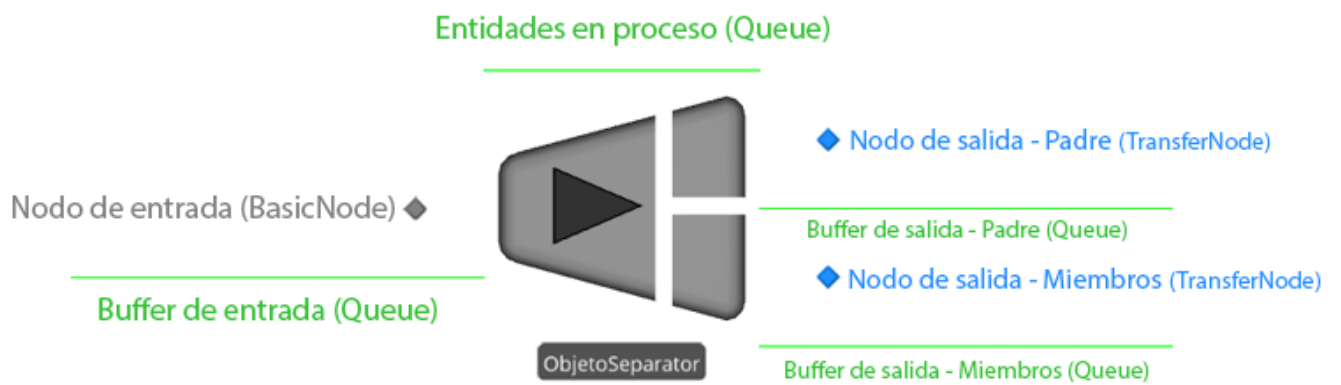 Entidades en proceso (Queue)
Nodo de salida - Padre (TransferNode)
Nodo de entrada (BasicNode)
Buffer de salida - Padre (Queue)
Nodo de salida - Miembros (TransferNode)
Buffer de entrada (Queue)
ObjetoSeparator
Buffer de salida - Miembros (Queue)